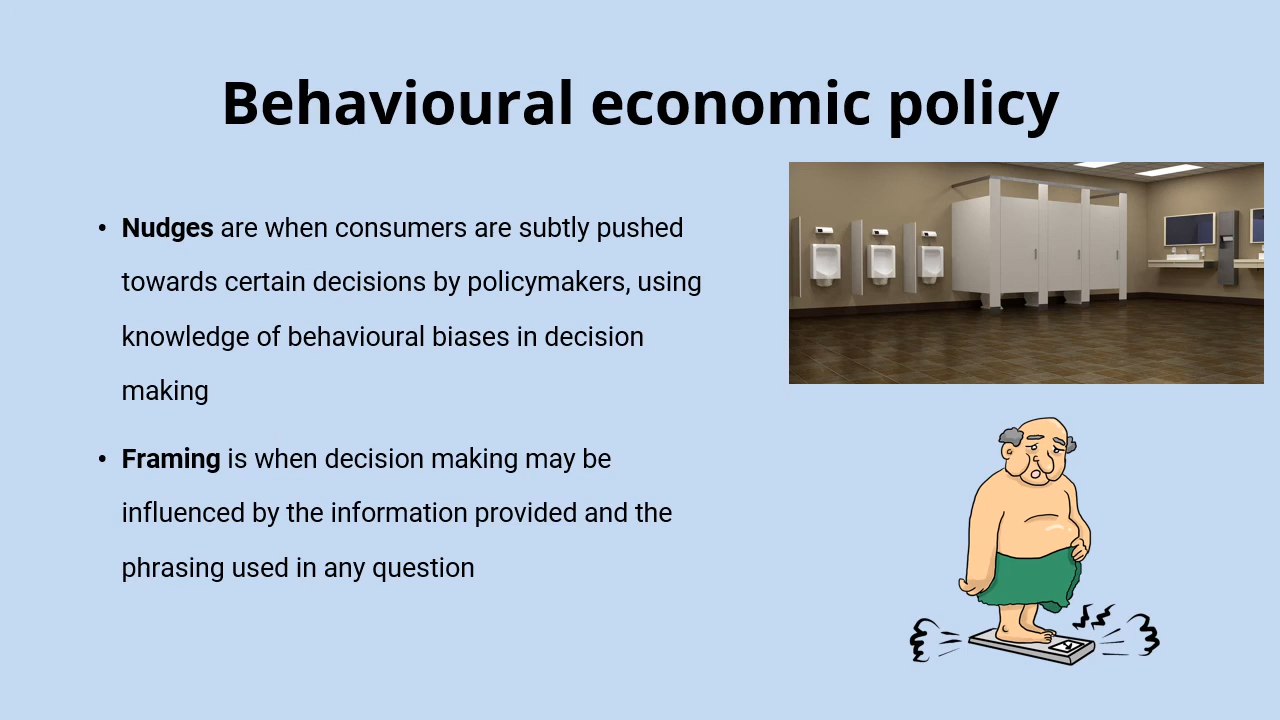 Behavioural economic policy
• Nudges are when consumers are subtly pushed
towards certain decisions by policymakers, using
knowledge of behavioural biases in decision
making
• Framing is when decision making may be
influenced by the information provided and the
phrasing used in any question